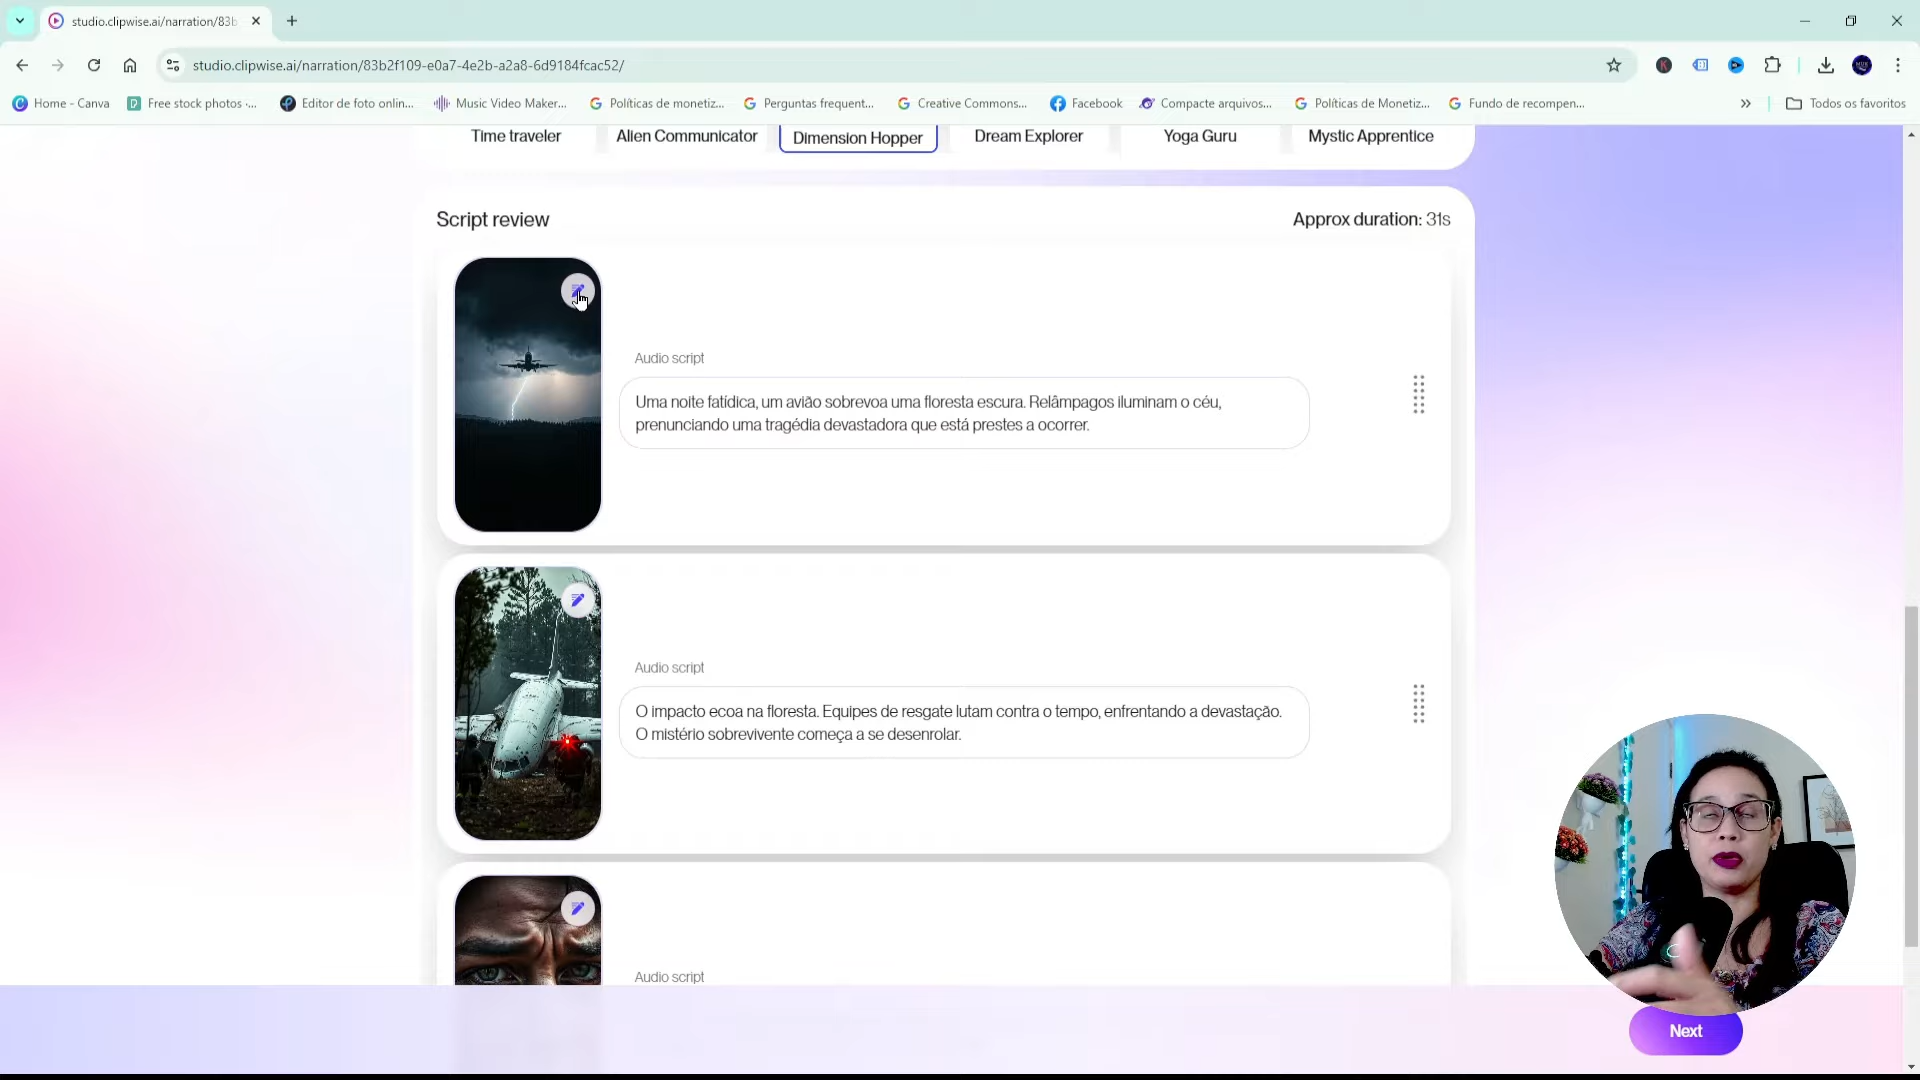 studio.clipwise.ai/narration/83b
studio.clipwise.ai/narration/83b2f109-e0a7-4e2b-a2a8-6d9184fcac52/
Home - Canva
Free stock photos -...
Editor de foto onlin...
Music Video Maker...
Políticas de monetiz...
Perguntas frequent...
Creative Commons...
Facebook
Compacte arquivos...
Políticas de Monetiz...
Fundo de recompen...
Todos os favoritos
Time traveler
Alien Communicator
Dimension Hopper
Dream Explorer
Yoga Guru
Mystic Apprentice
Script review
Approx duration: 31s
Audio script
Uma noite fatídica, um avião sobrevoa uma floresta escura. Relâmpagos iluminam o céu,
prenunciando uma tragédia devastadora que está prestes a ocorrer.
Audio script
O impacto ecoa na floresta. Equipes de resgate lutam contra o tempo, enfrentando a devastação.
O mistério sobrevivente começa a se desenrolar.
Audio script
Next